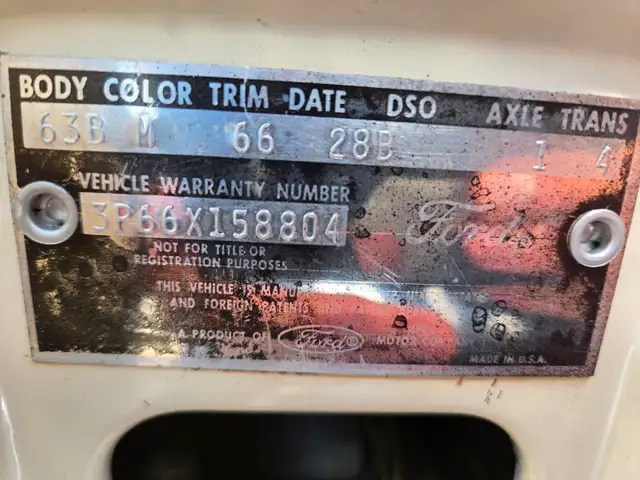 BODY COLOR TRIM DATE DSO AXLE TRANS
63B M 66 28B 1 4
VEHICLE WARRANTY NUMBER
3P66X158804 Ford
NOT FOR TITLE OR
REGISTRATION PURPOSES
THIS VEHICLE IS
AND FOREIGN PATENTS
A PRODUCT OF Ford® MOTOR
MADE IN U.S.A.